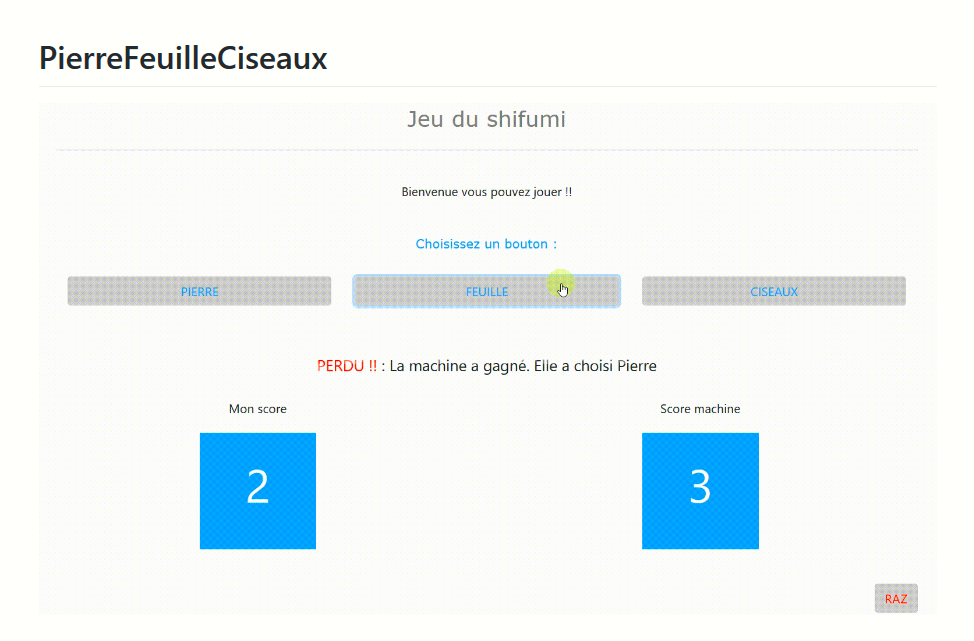 PierreFeuilleCiseaux
Jeu du shifumi
Bienvenue vous pouvez jouer !!
Choisissez un bouton :
PIERRE FEUILLE CISEAUX
PERDU !! : La machine a gagné. Elle a choisi Pierre
Mon score Score machine
2 3
RAZ